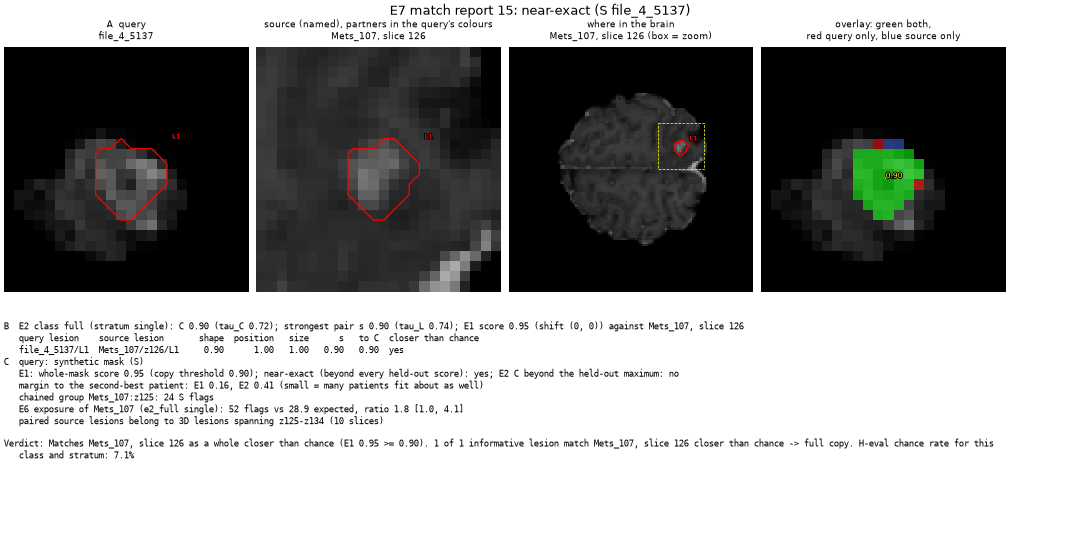 E7 match report 15: near-exact (S file_4_5137)
A  query
file_4_5137
source (named), partners in the query's colours
Mets_107, slice 126
where in the brain
Mets_107, slice 126 (box = zoom)
overlay: green both,
red query only, blue source only
L1
L1
L1
0.90
B  E2 class full (stratum single): C 0.90 (tau_C 0.72); strongest pair s 0.90 (tau_L 0.74); E1 score 0.95 (shift (0, 0)) against Mets_107, slice 126
query lesion   source lesion   shape  position   size   s   to C  closer than chance
file_4_5137/L1  Mets_107/z126/L1   0.90   1.00   1.00  0.90   0.90  yes
C  query: synthetic mask (S)
E1: whole-mask score 0.95 (copy threshold 0.90); near-exact (beyond every held-out score): yes; E2 C beyond the held-out maximum: no
margin to the second-best patient: E1 0.16, E2 0.41 (small = many patients fit about as well)
chained group Mets_107:z125: 24 S flags
E6 exposure of Mets_107 (e2_full single): 52 flags vs 28.9 expected, ratio 1.8 [1.0, 4.1]
paired source lesions belong to 3D lesions spanning z125-z134 (10 slices)
Verdict: Matches Mets_107, slice 126 as a whole closer than chance (E1 0.95 >= 0.90). 1 of 1 informative lesion match Mets_107, slice 126 closer than chance -> full copy. H-eval chance rate for this
class and stratum: 7.1%